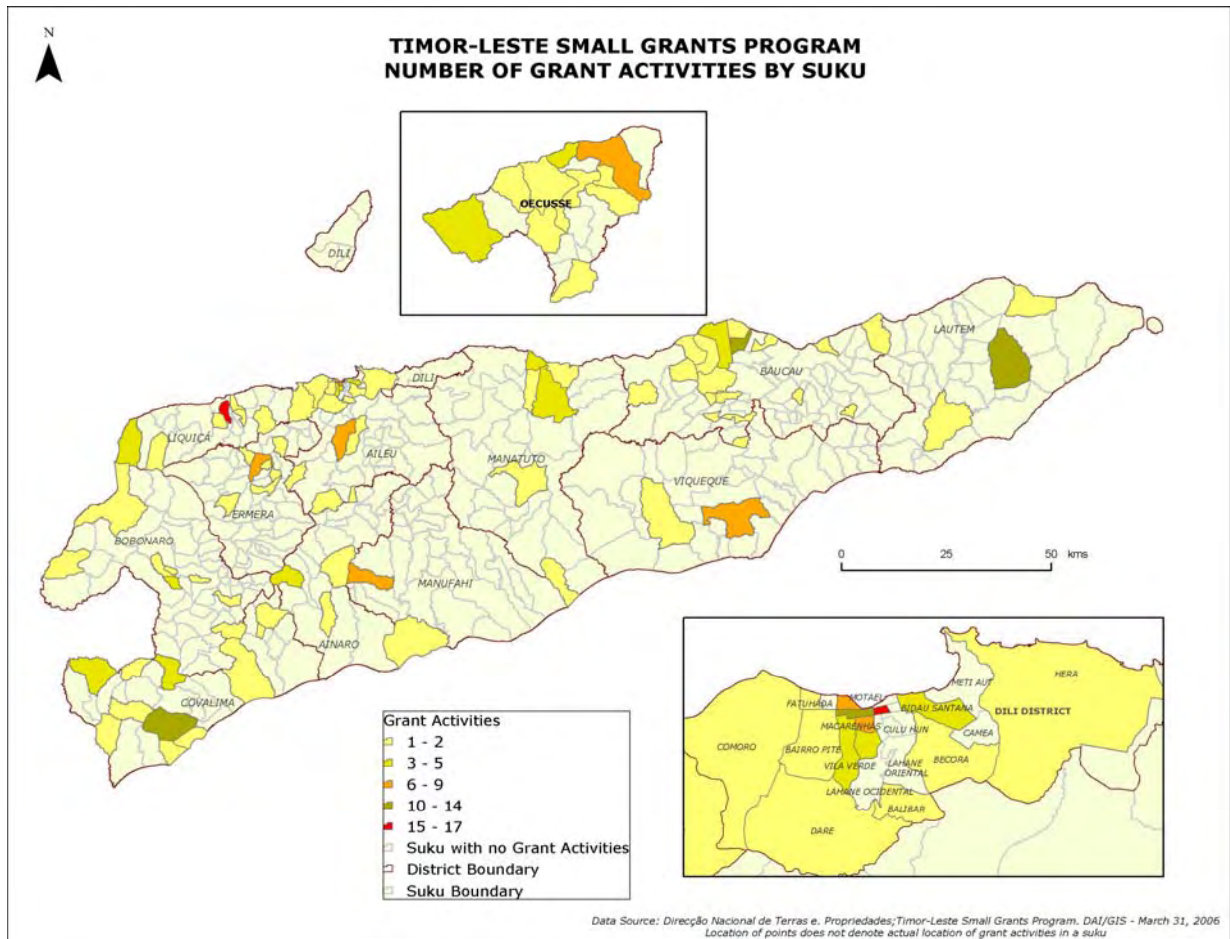 N
TIMOR-LESTE SMALL GRANTS PROGRAM
NUMBER OF GRANT ACTIVITIES BY SUKU
OECUSSE
DILI
LAUTEM
DILI
BAUCAU
LIQUIÇÁ
AILEU
MANATUTO
VIQUEQUE
ERMERA
BOBONARO
MANUFAHI
AINARO
COVALIMA
0 25 50 kms
METI AUT
HERA
FATUHADA
MOTAEL
BIDAU SANTANA
DILI DISTRICT
MACARENHAS
CULU HUN
CAMEA
COMORO
BAIRRO PITE
VILA VERDE
LAHANE
ORIENTAL
BECORA
LAHANE OCIDENTAL
BALIBAR
DARE
Grant Activities
1 - 2
3 - 5
6 - 9
10 - 14
15 - 17
Suku with no Grant Activities
District Boundary
Suku Boundary
Data Source: Direcção Nacional de Terras e. Propriedades;Timor-Leste Small Grants Program. DAI/GIS - March 31, 2006
Location of points does not denote actual location of grant activities in a suku